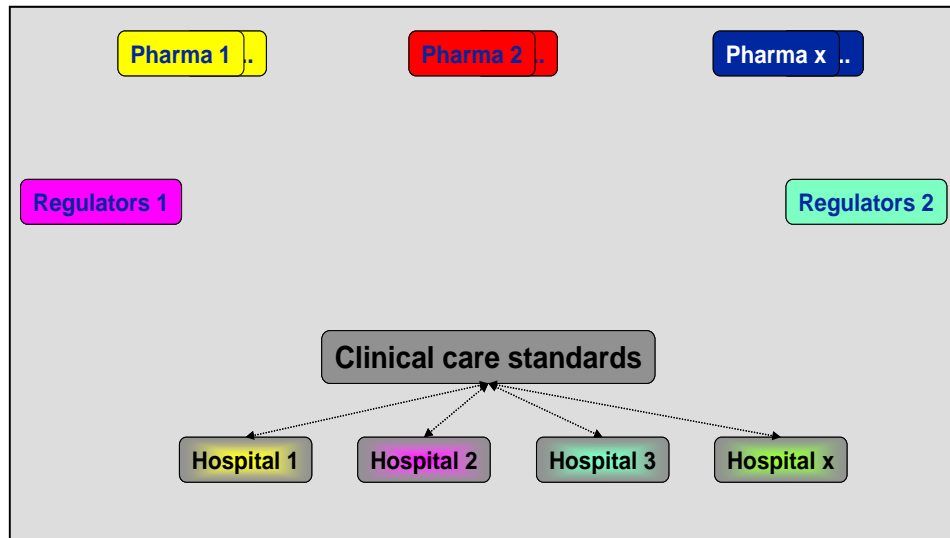 Pharma 1 ..
Pharma 2 ..
Pharma x ..
Regulators 1
Regulators 2
Clinical care standards
Hospital 1
Hospital 2
Hospital 3
Hospital x